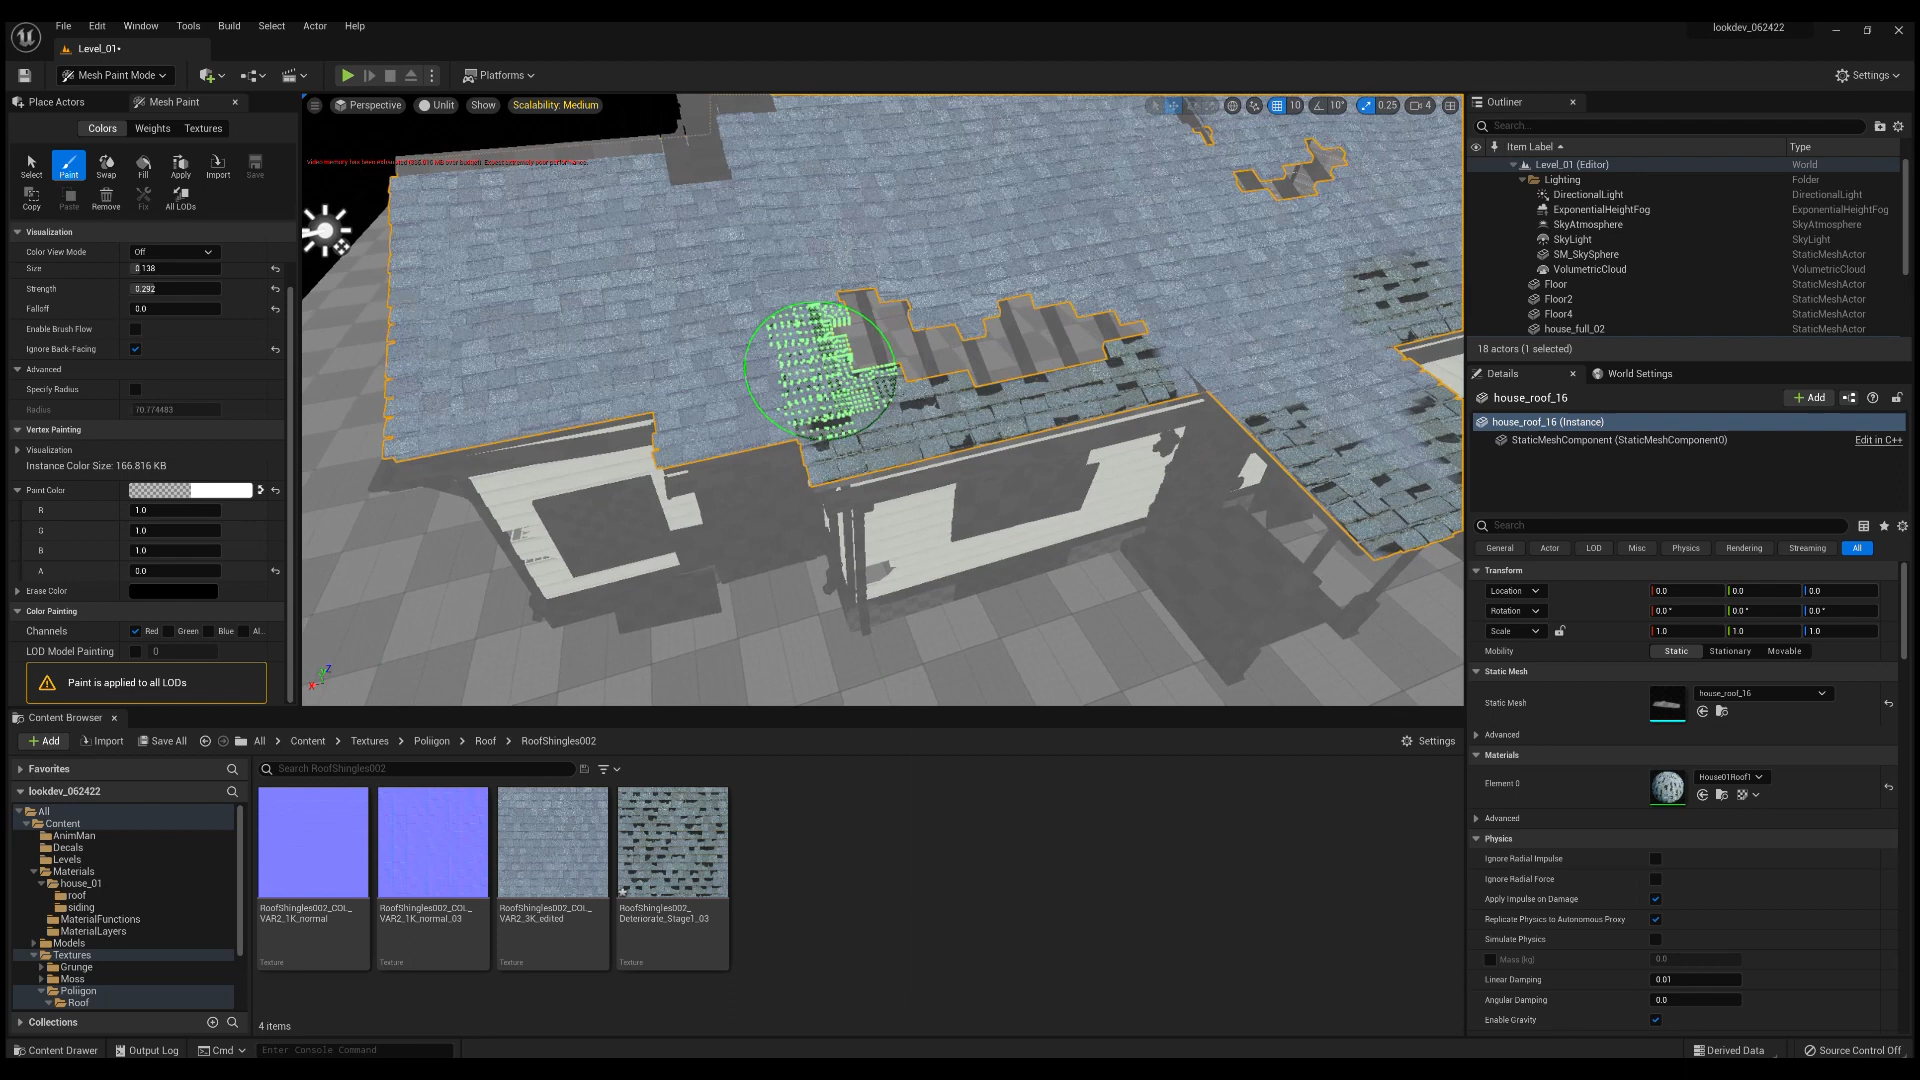 File Edit Window Tools Build Select Actor Help
lookdev_062422
Level_01•
Mesh Paint Mode
Platforms
Settings
Place Actors
Mesh Paint
Colors Weights Textures
Select Paint Swap Fill Apply Import Save
Copy Paste Remove Fix All LODs
Visualization
Color View Mode Off
Size 0.138
Strength 0.292
Falloff 0.0
Enable Brush Flow
Ignore Back-Facing
Advanced
Specify Radius
Radius 70.774483
Vertex Painting
Visualization
Instance Color Size: 166.816 KB
Paint Color
R 1.0
G 1.0
B 1.0
A 0.0
Erase Color
Color Painting
Channels Red Green Blue Al...
LOD Model Painting 0
Paint is applied to all LODs
Perspective Unlit Show Scalability: Medium
10 10° 0.25 4
Z
X
Outliner
Search...
Item Label Type
Level_01 (Editor) World
Lighting Folder
DirectionalLight DirectionalLight
ExponentialHeightFog ExponentialHeightFog
SkyAtmosphere SkyAtmosphere
SkyLight SkyLight
SM_SkySphere StaticMeshActor
VolumetricCloud VolumetricCloud
Floor StaticMeshActor
Floor2 StaticMeshActor
Floor4 StaticMeshActor
house_full_02 StaticMeshActor
18 actors (1 selected)
Details World Settings
house_roof_16
Add
house_roof_16 (Instance)
StaticMeshComponent (StaticMeshComponent0) Edit in C++
Search
General Actor LOD Misc Physics Rendering Streaming All
Transform
Location 0.0 0.0 0.0
Rotation 0.0° 0.0° 0.0°
Scale 1.0 1.0 1.0
Mobility Static Stationary Movable
Static Mesh
Static Mesh house_roof_16
Advanced
Materials
Element 0 House01Roof1
Advanced
Physics
Ignore Radial Impulse
Ignore Radial Force
Apply Impulse on Damage
Replicate Physics to Autonomous Proxy
Simulate Physics
Mass (kg) 0.0
Linear Damping 0.01
Angular Damping 0.0
Enable Gravity
Content Browser
Add Import Save All All Content Textures Poliigon Roof RoofShingles002
Settings
Favorites
lookdev_062422
All
Content
AnimMan
Decals
Levels
Materials
house_01
roof
siding
MaterialFunctions
MaterialLayers
Models
Textures
Grunge
Moss
Poliigon
Roof
Collections
Search RoofShingles002
RoofShingles002_COL_
VAR2_1K_normal
Texture
RoofShingles002_COL_
VAR2_1K_normal_03
Texture
RoofShingles002_COL_
VAR2_3K_edited
Texture
RoofShingles002_
Deteriorate_Stage1_03
Texture
4 items
Content Drawer Output Log Cmd Enter Console Command
Derived Data Source Control Off